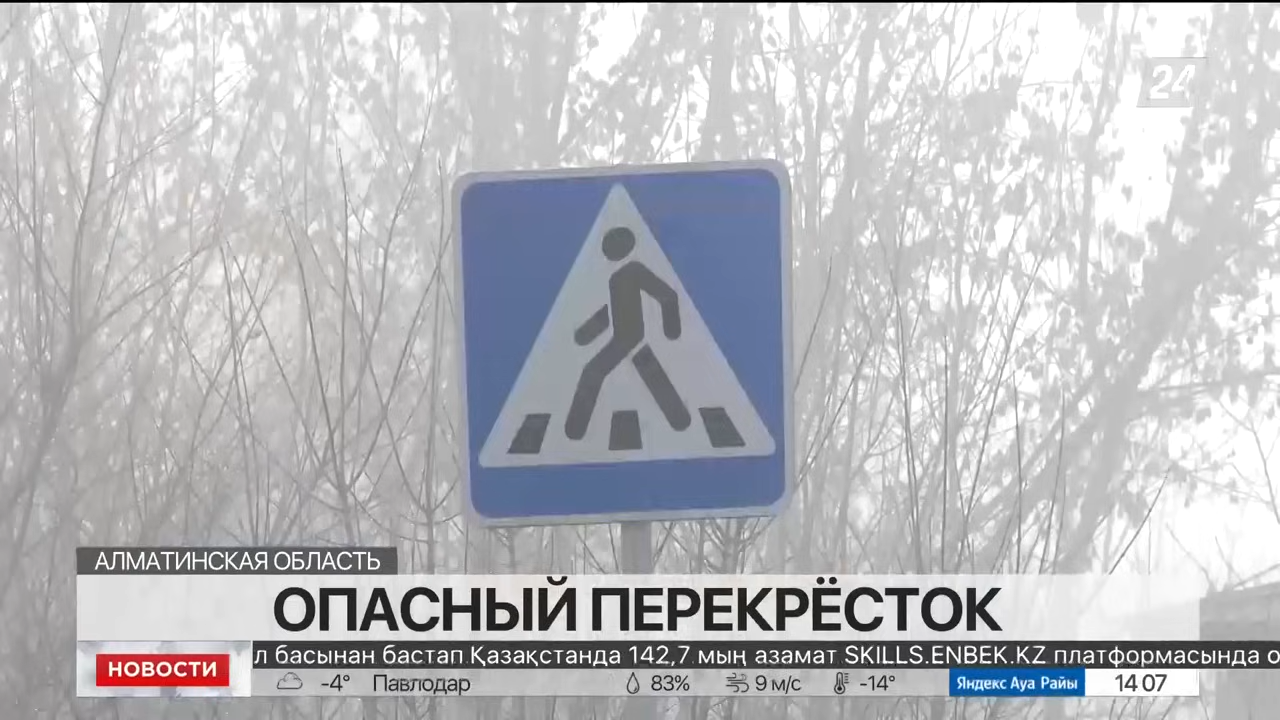 24
АЛМАТИНСКАЯ ОБЛАСТЬ
ОПАСНЫЙ ПЕРЕКРЁСТОК
л басынан бастап Қазақстанда 142,7 мың азамат SKILLS.ENBEK.KZ платформасында о
НОВОСТИ
-4° Павлодар 83% 9 м/с -14° Яндекс Ауа Райы 14 07